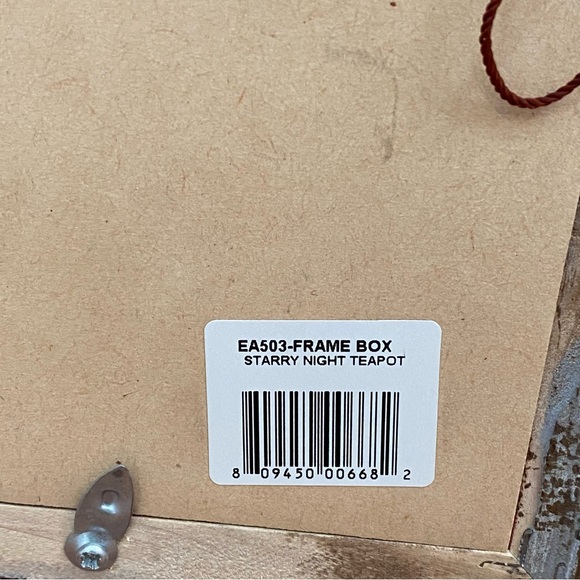 EA503-FRAME BOX
STARRY NIGHT TEAPOT
8 09450 00668 2